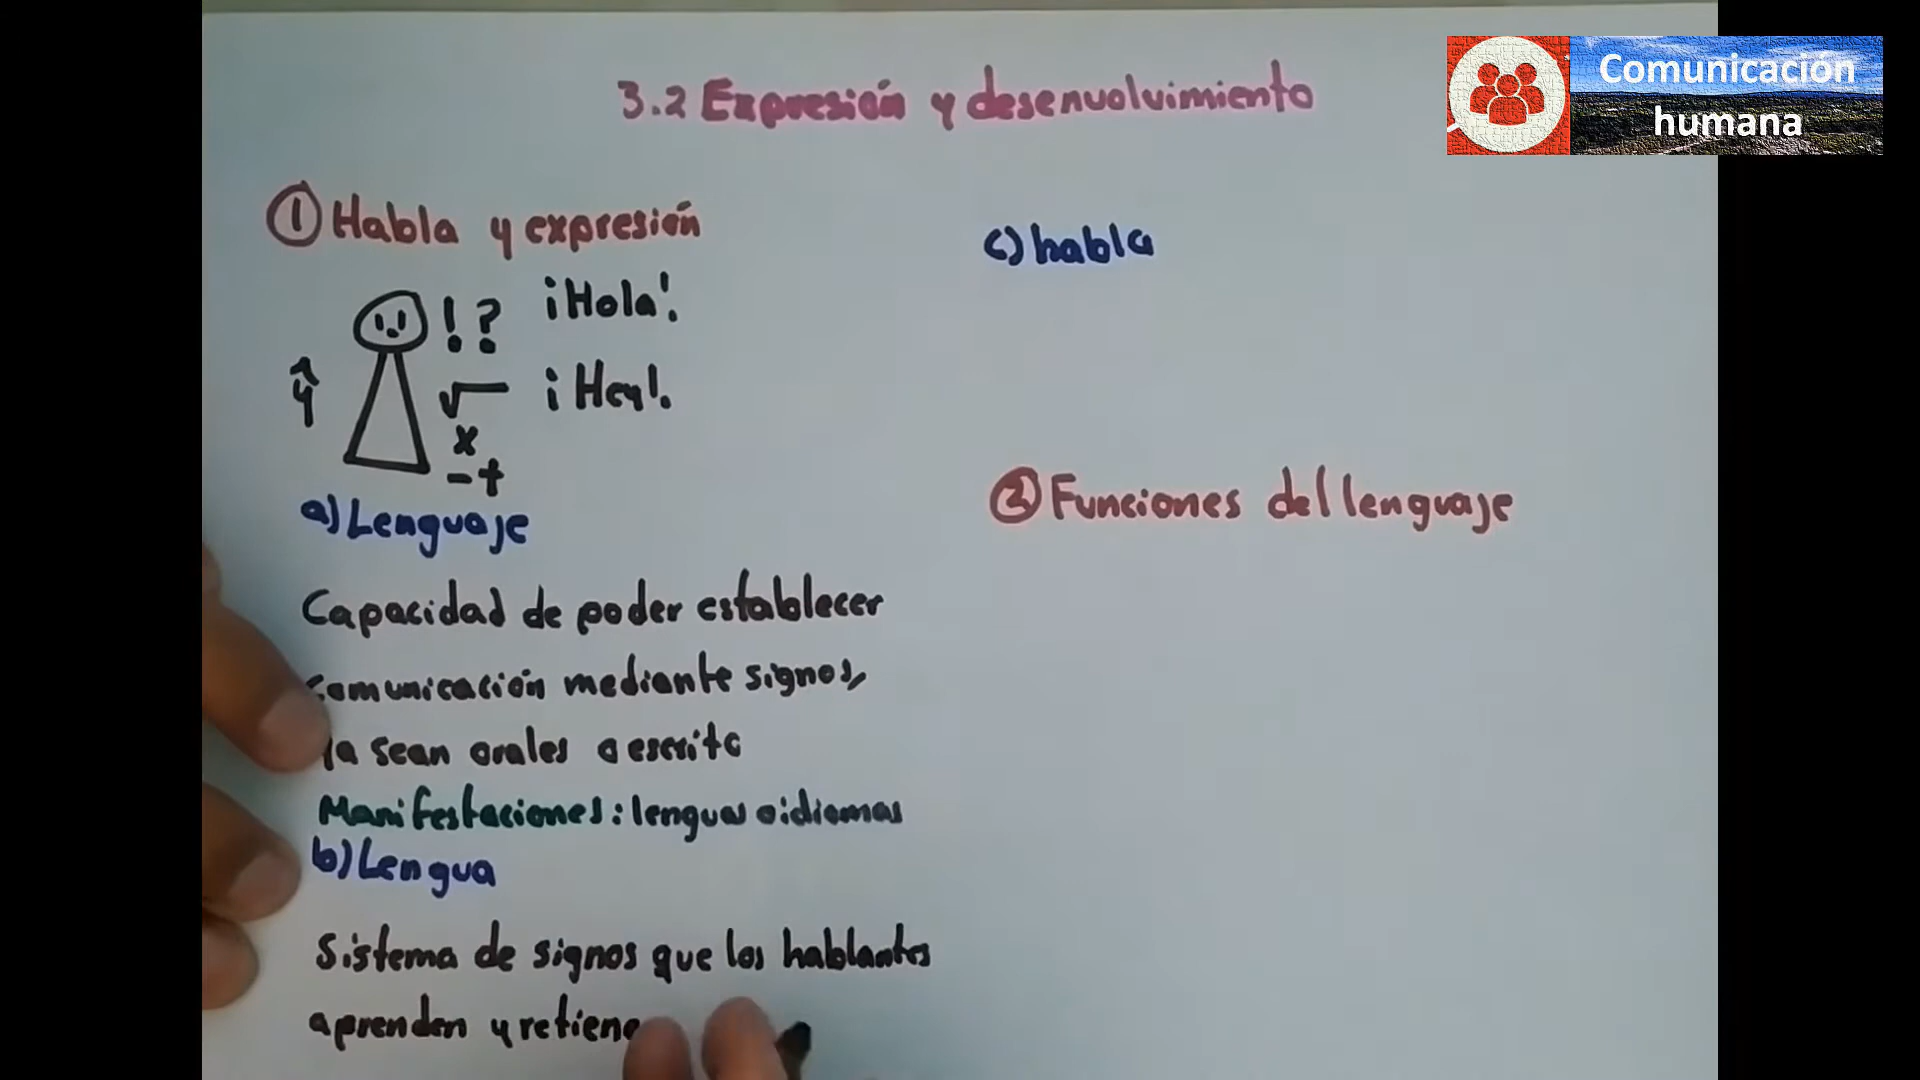 3.2 Expresión y desenvolvimiento
Comunicación
humana
① Habla y expresión
! ? ¡Hola!
ŷ √ ¡Hey!
x
- +
a) Lenguaje
Capacidad de poder establecer
comunicación mediante signos,
ya sean orales o escrito
Manifestaciones: lenguas o idiomas
b) Lengua
Sistema de signos que los hablantes
aprenden y retiene
c) habla
② Funciones del lenguaje